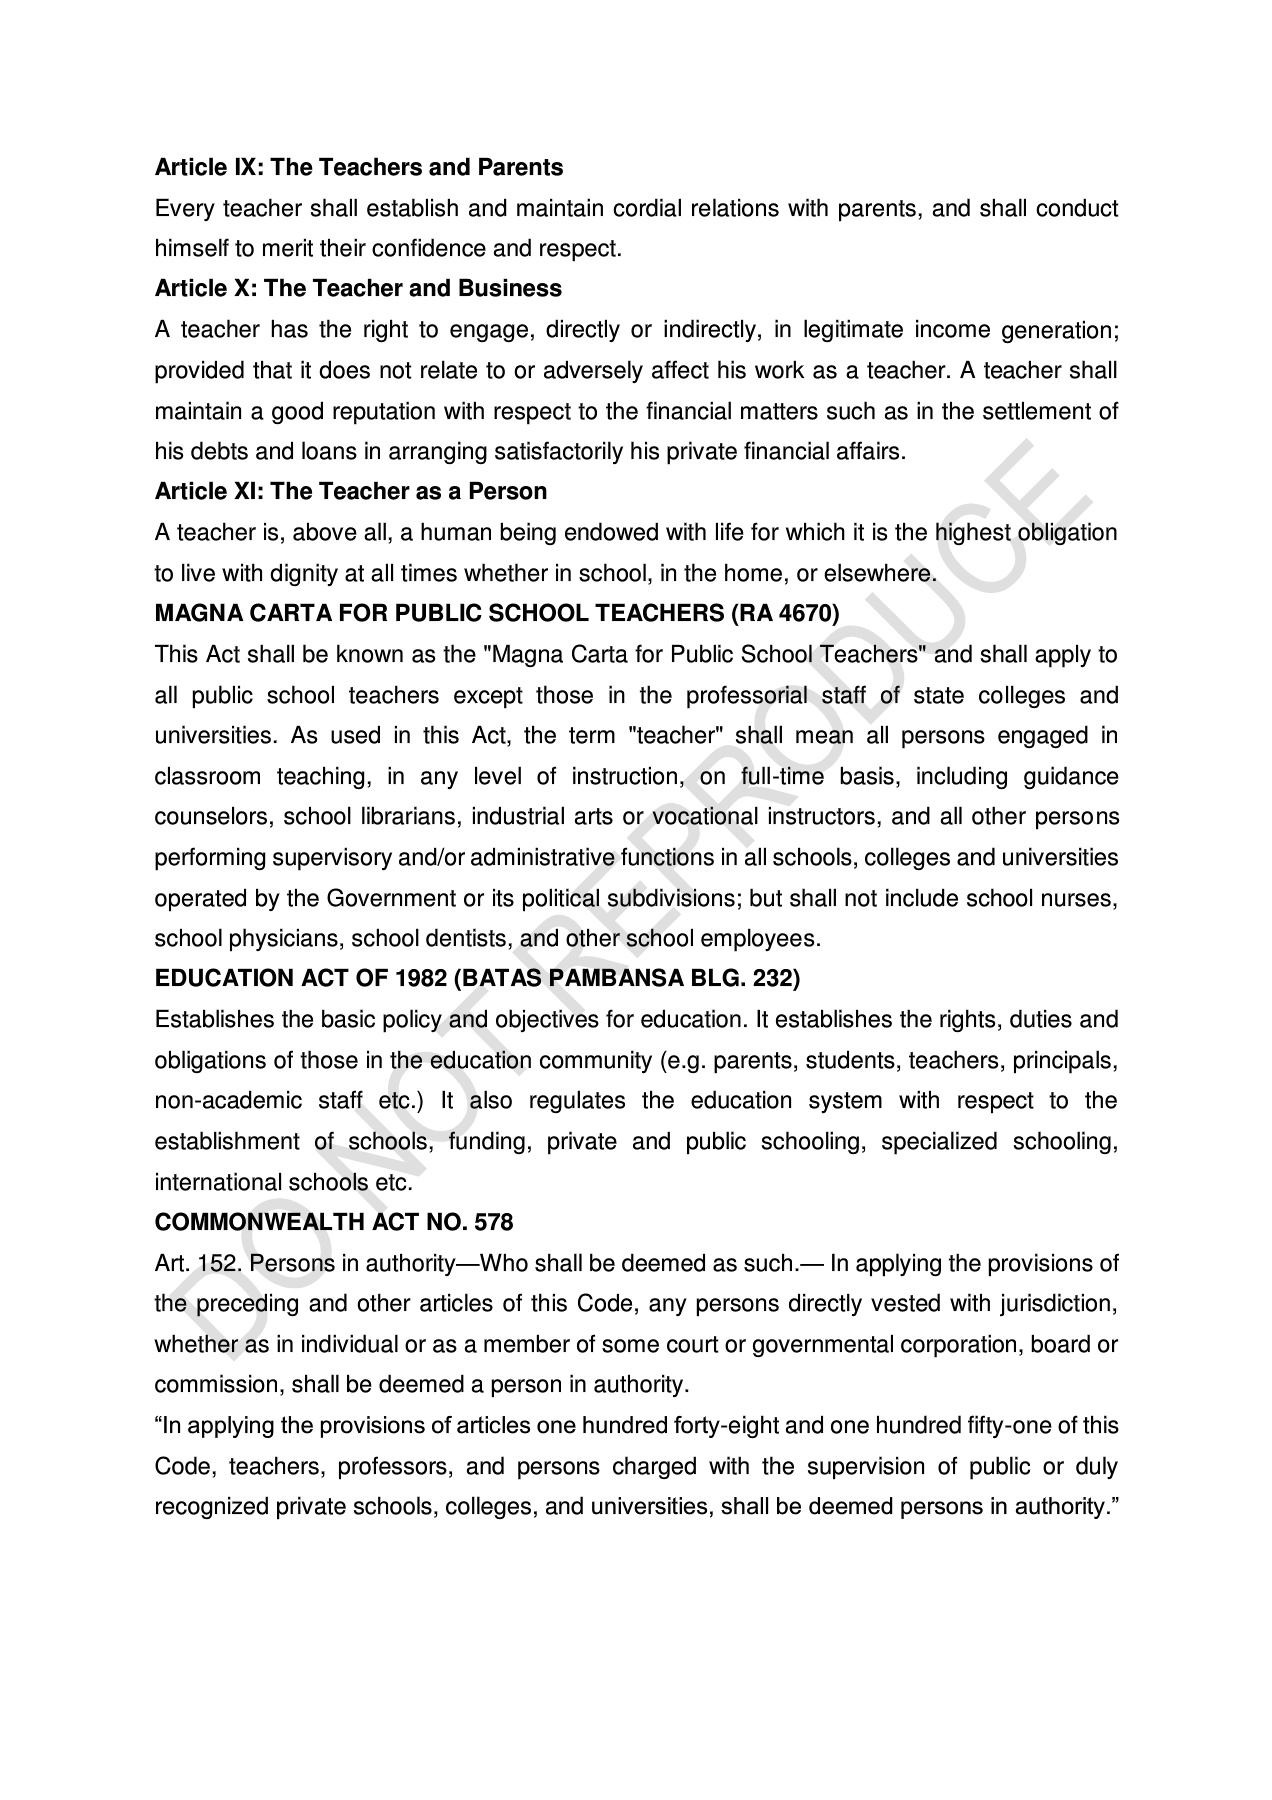 Article IX: The Teachers and Parents
Every teacher shall establish and maintain cordial relations with parents, and shall conduct
himself to merit their confidence and respect.
Article X: The Teacher and Business
A teacher has the right to engage, directly or indirectly, in legitimate income generation;
provided that it does not relate to or adversely affect his work as a teacher. A teacher shall
maintain a good reputation with respect to the financial matters such as in the settlement of
his debts and loans in arranging satisfactorily his private financial affairs.
Article XI: The Teacher as a Person
A teacher is, above all, a human being endowed with life for which it is the highest obligation
to live with dignity at all times whether in school, in the home, or elsewhere.
MAGNA CARTA FOR PUBLIC SCHOOL TEACHERS (RA 4670)
This Act shall be known as the "Magna Carta for Public School Teachers" and shall apply to
all public school teachers except those in the professorial staff of state colleges and
universities. As used in this Act, the term "teacher" shall mean all persons engaged in
classroom teaching, in any level of instruction, on full-time basis, including guidance
counselors, school librarians, industrial arts or vocational instructors, and all other persons
performing supervisory and/or administrative functions in all schools, colleges and universities
operated by the Government or its political subdivisions; but shall not include school nurses,
school physicians, school dentists, and other school employees.
EDUCATION ACT OF 1982 (BATAS PAMBANSA BLG. 232)
Establishes the basic policy and objectives for education. It establishes the rights, duties and
obligations of those in the education community (e.g. parents, students, teachers, principals,
non-academic staff etc.) It also regulates the education system with respect to the
establishment of schools, funding, private and public schooling, specialized schooling,
international schools etc.
COMMONWEALTH ACT NO. 578
Art. 152. Persons in authority—Who shall be deemed as such.— In applying the provisions of
the preceding and other articles of this Code, any persons directly vested with jurisdiction,
whether as in individual or as a member of some court or governmental corporation, board or
commission, shall be deemed a person in authority.
“In applying the provisions of articles one hundred forty-eight and one hundred fifty-one of this
Code, teachers, professors, and persons charged with the supervision of public or duly
recognized private schools, colleges, and universities, shall be deemed persons in authority.”
DO NOT REPRODUCE